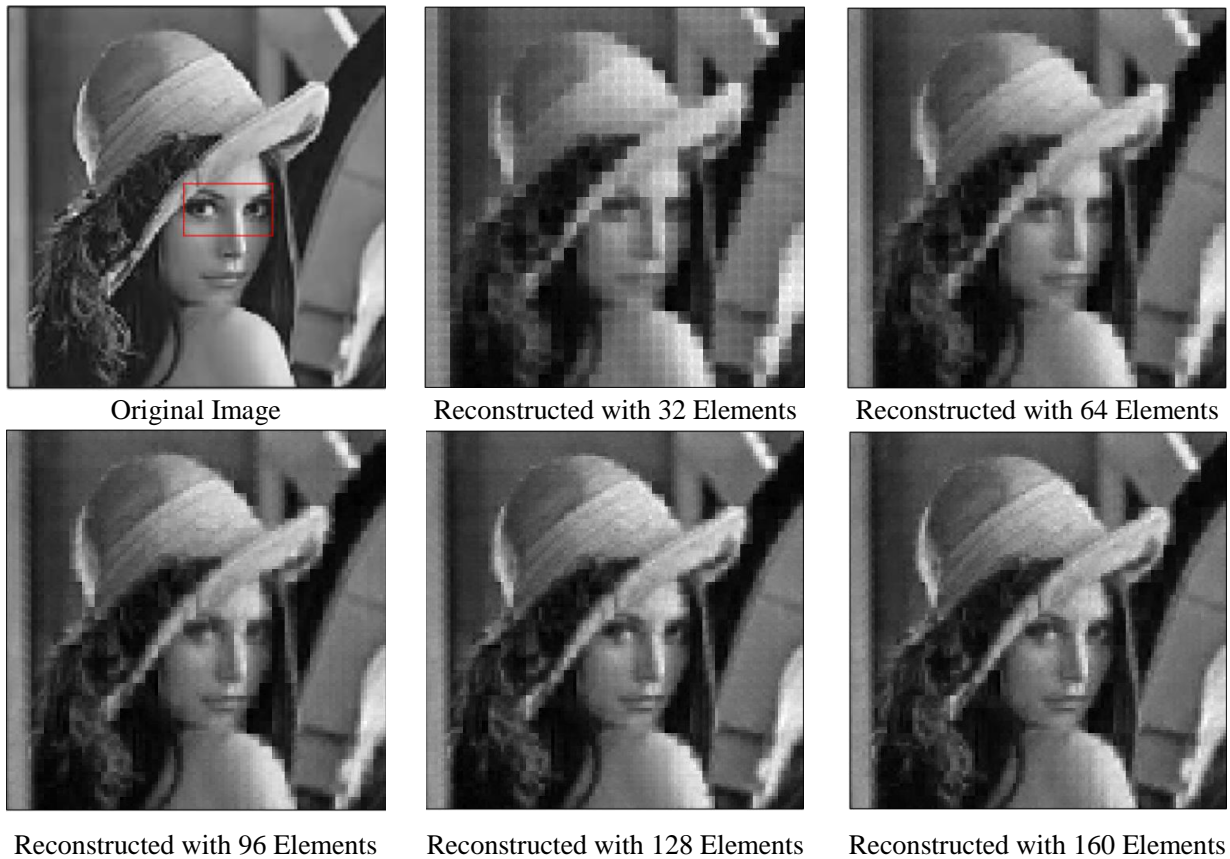 Original Image
Reconstructed with 32 Elements
Reconstructed with 64 Elements
Reconstructed with 96 Elements
Reconstructed with 128 Elements
Reconstructed with 160 Elements